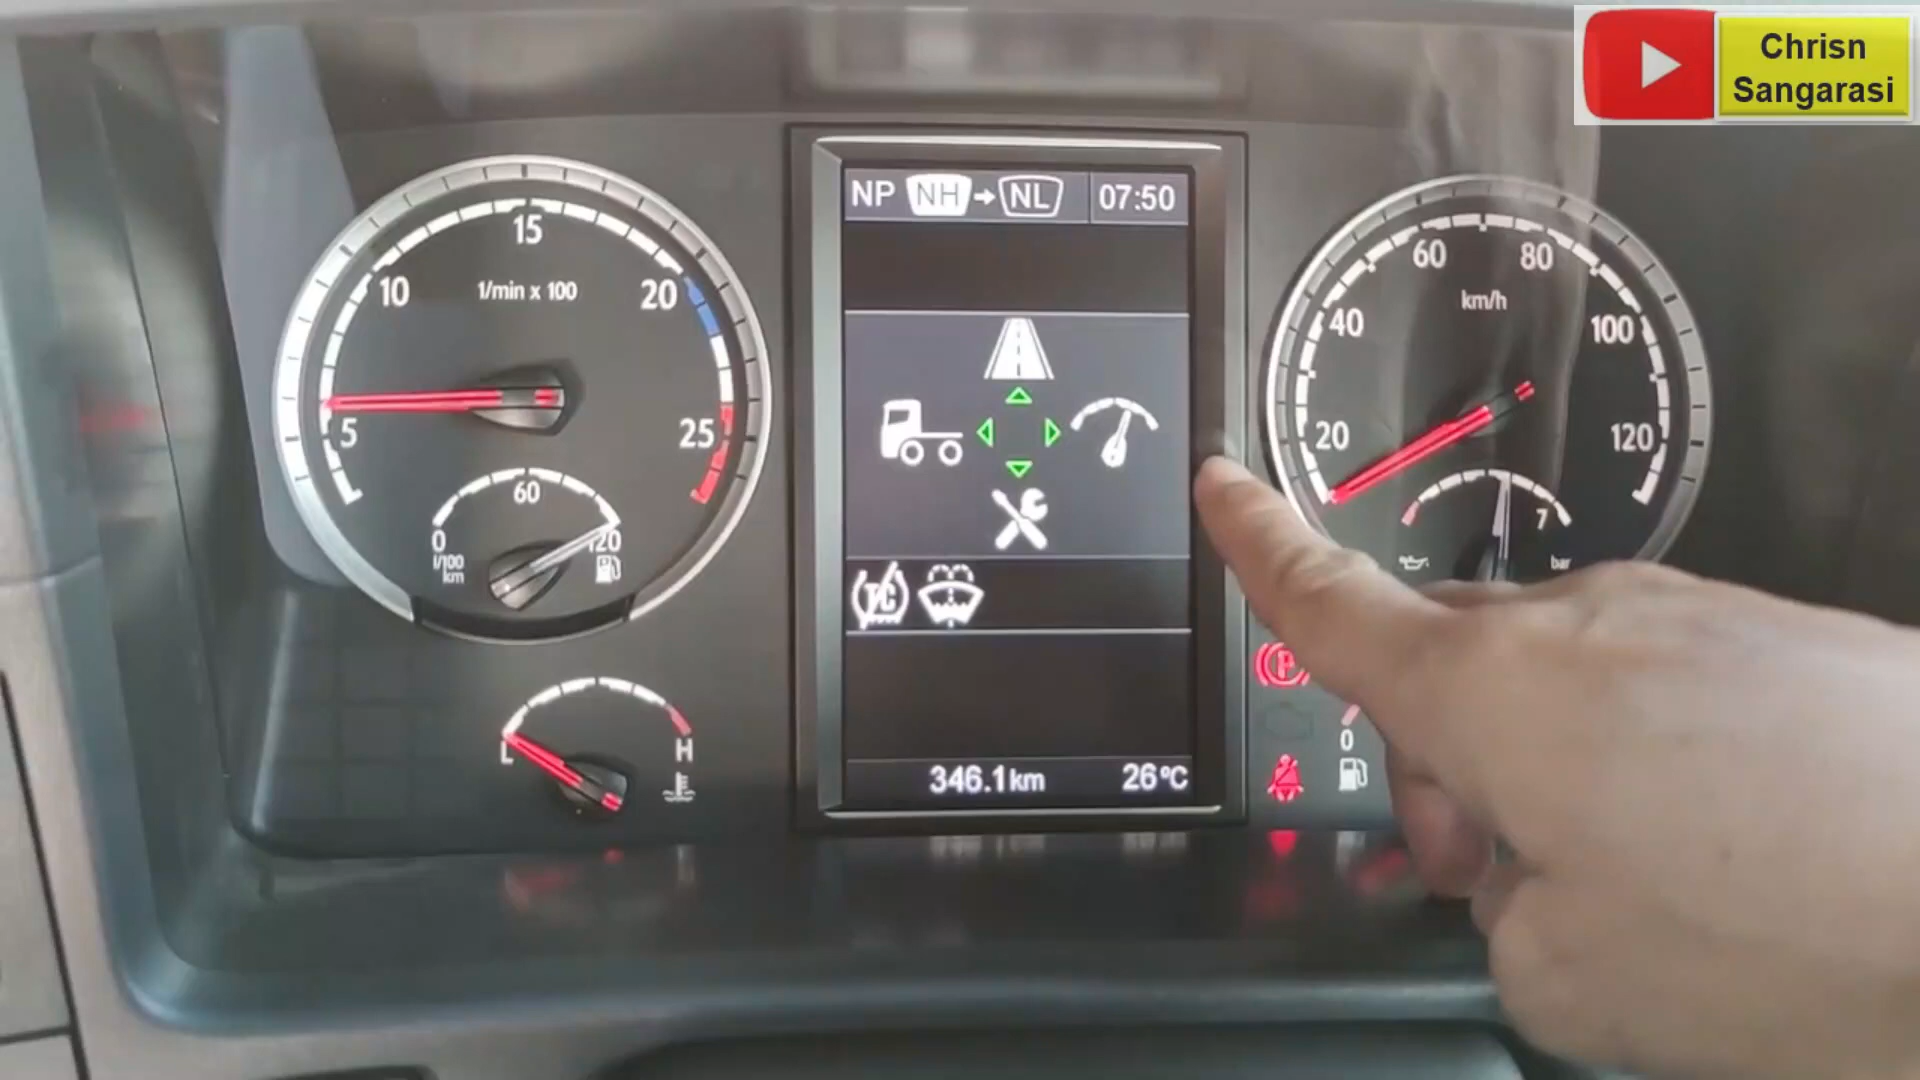 Chrisn
Sangarasi
NP NH NL 07:50
5
10
15
20
25
1/min x 100
0
60
120
l/100
km
L
H
346.1km 26ºC
20
40
60
80
100
120
km/h
7
bar
P
0